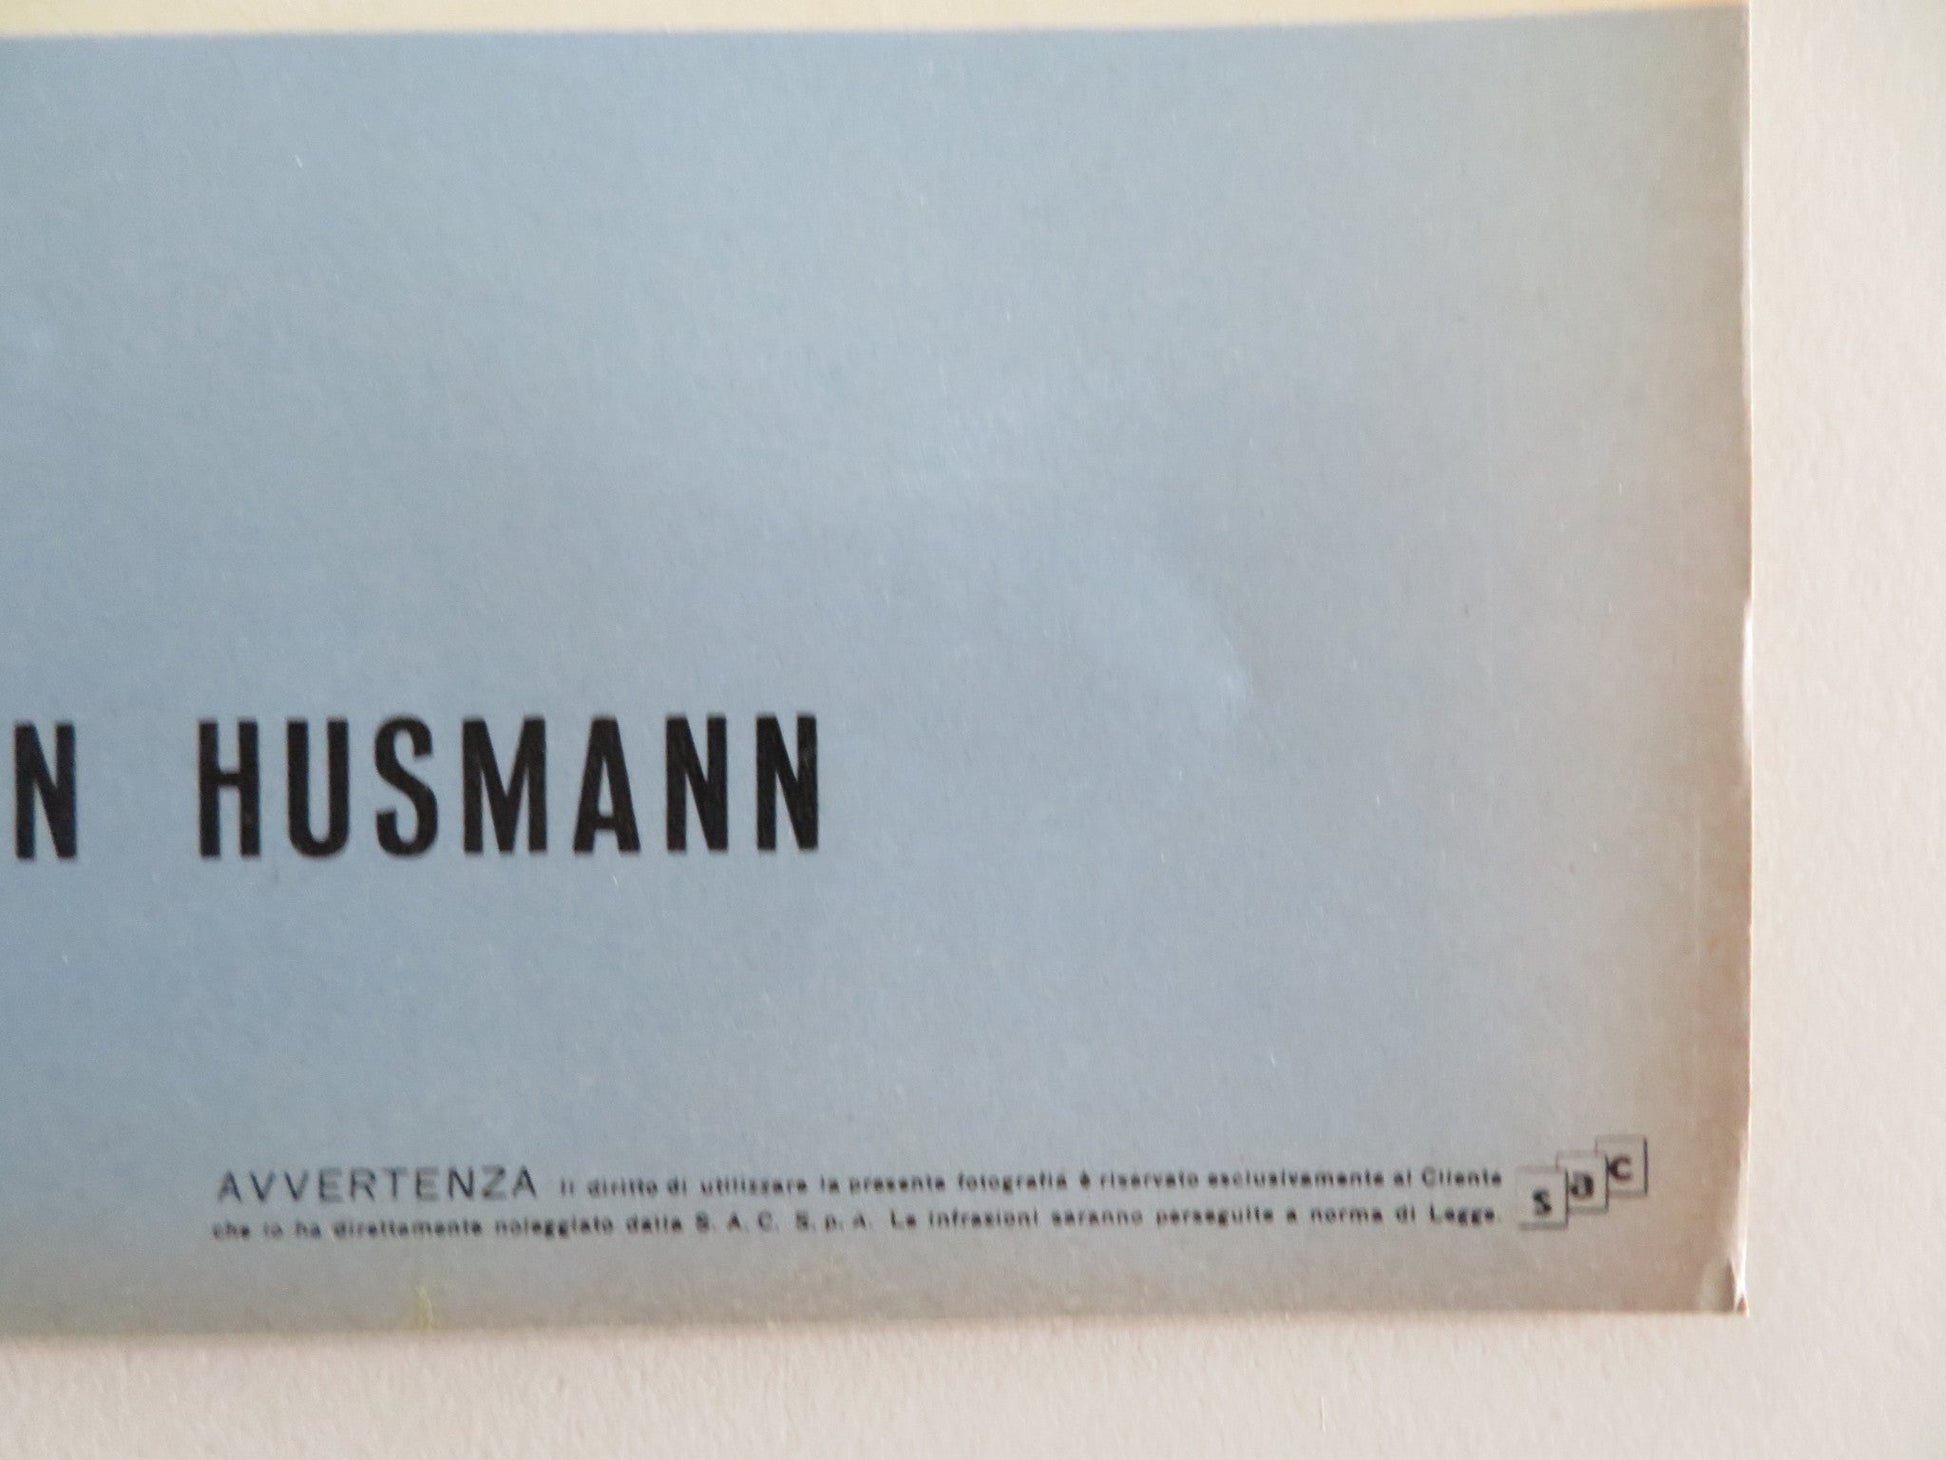 N HUSMANN
AVVERTENZA Il diritto di utilizzare la presente fotografia è riservato esclusivamente al Cliente
che lo ha direttamente noleggiato dalla S. A. C. S. p. A. Le infrazioni saranno perseguite a norma di Legge.
sac